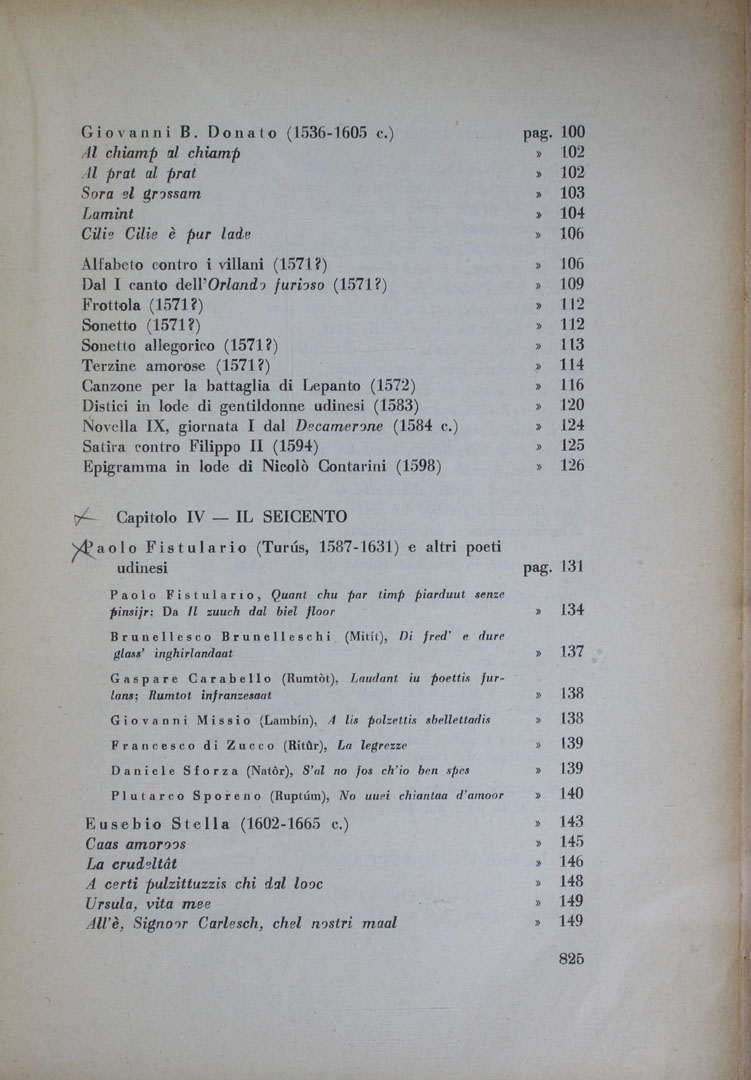 Giovanni B. Donato (1536-1605 c.) pag. 100
Al chiamp al chiamp » 102
Al prat al prat » 102
Sora el grossam » 103
Lamint » 104
Cilie Cilie è pur lade » 106
Alfabeto contro i villani (1571?) » 106
Dal I canto dell'Orlando furioso (1571?) » 109
Frottola (1571?) » 112
Sonetto (1571?) » 112
Sonetto allegorico (1571?) » 113
Terzine amorose (1571?) » 114
Canzone per la battaglia di Lepanto (1572) » 116
Distici in lode di gentildonne udinesi (1583) » 120
Novella IX, giornata I dal Decamerone (1584 c.) » 124
Satira contro Filippo II (1594) » 125
Epigramma in lode di Nicolò Contarini (1598) » 126
Capitolo IV — IL SEICENTO
Paolo Fistulario (Turús, 1587-1631) e altri poeti
udinesi pag. 131
Paolo Fistulario, Quant chu par timp piarduut senze
pinsijr; Da Il zuuch dal biel floor » 134
Brunellesco Brunelleschi (Mitît), Di fred' e dure
glass' inghirlandaat » 137
Gaspare Carabello (Rumtòt), Laudant iu poettis fur-
lans; Rumtot infranzesaat » 138
Giovanni Missio (Lambín), A lis polzettis sbellettadis » 138
Francesco di Zucco (Ritûr), La legrezze » 139
Daniele Sforza (Natôr), S'al no fos ch'io ben spes » 139
Plutarco Sporeno (Ruptúm), No uuei chiantaa d'amoor » 140
Eusebio Stella (1602-1665 c.) » 143
Caas amoroos » 145
La crudeltât » 146
A certi pulzittuzzis chi dal looc » 148
Ursula, vita mee » 149
All'è, Signoor Carlesch, chel nostri maal » 149
825